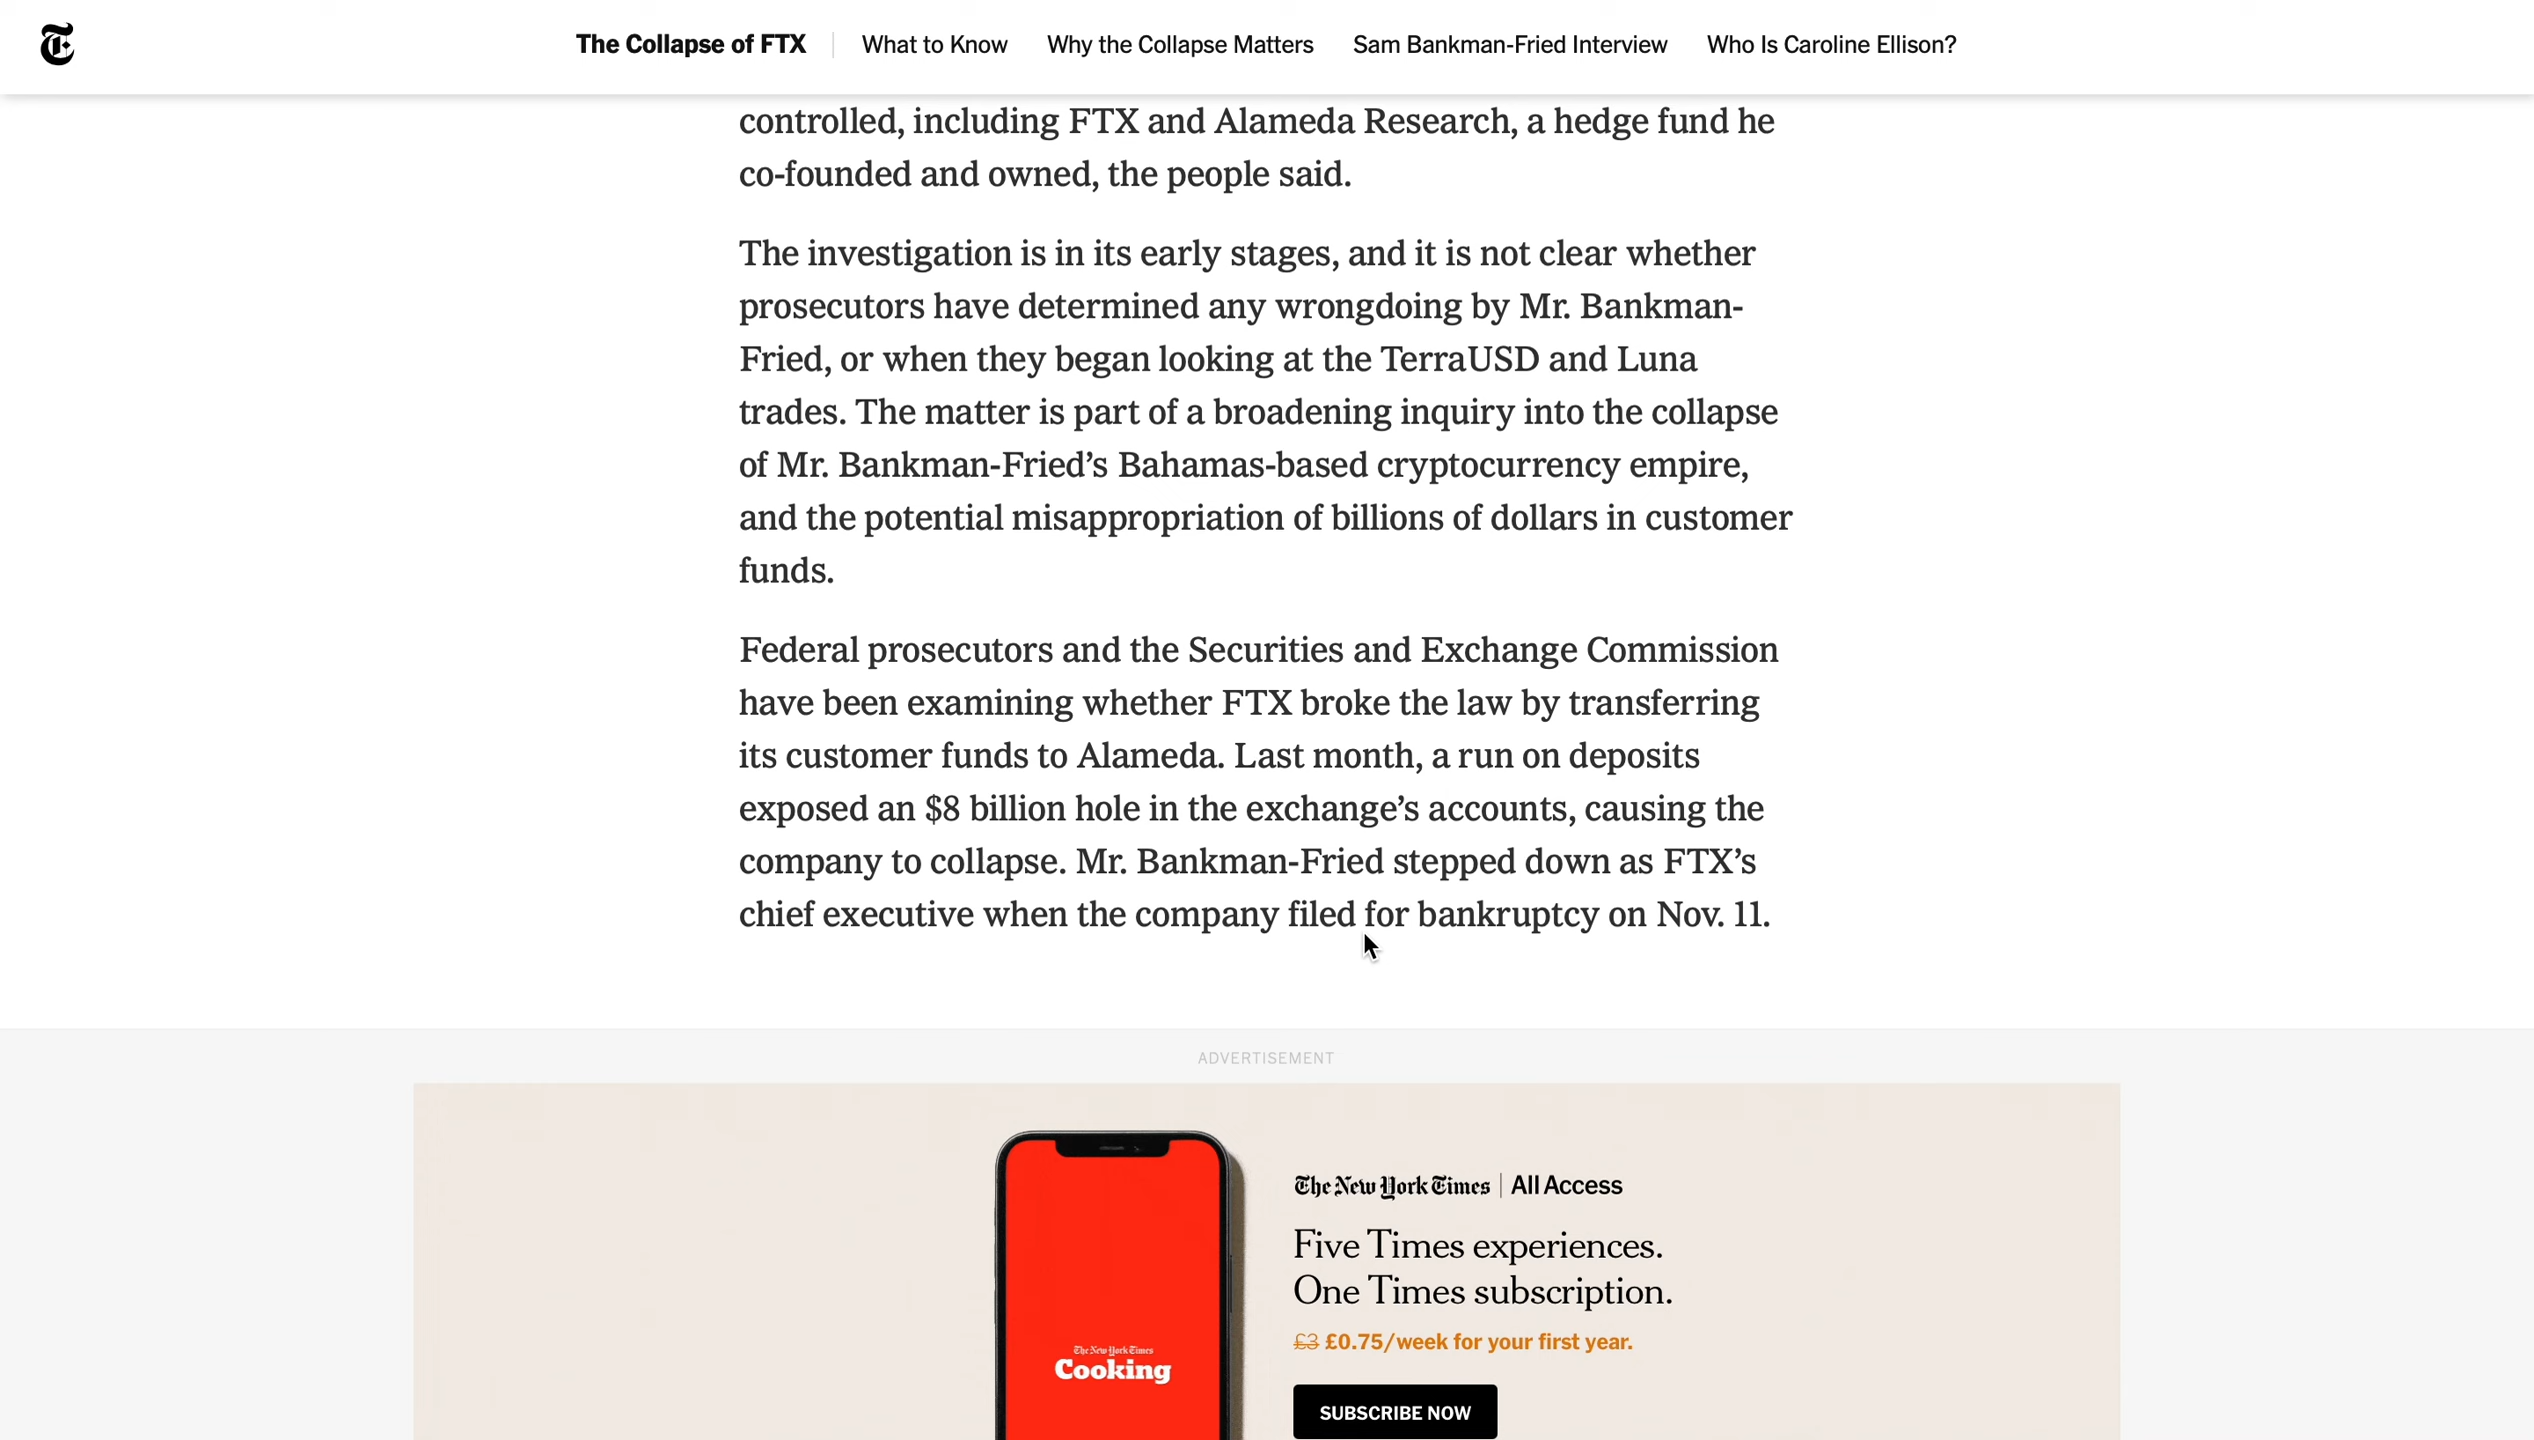 The Collapse of FTX
What to Know
Why the Collapse Matters
Sam Bankman-Fried Interview
Who Is Caroline Ellison?
controlled, including FTX and Alameda Research, a hedge fund he
co-founded and owned, the people said.
The investigation is in its early stages, and it is not clear whether
prosecutors have determined any wrongdoing by Mr. Bankman-
Fried, or when they began looking at the TerraUSD and Luna
trades. The matter is part of a broadening inquiry into the collapse
of Mr. Bankman-Fried’s Bahamas-based cryptocurrency empire,
and the potential misappropriation of billions of dollars in customer
funds.
Federal prosecutors and the Securities and Exchange Commission
have been examining whether FTX broke the law by transferring
its customer funds to Alameda. Last month, a run on deposits
exposed an $8 billion hole in the exchange’s accounts, causing the
company to collapse. Mr. Bankman-Fried stepped down as FTX’s
chief executive when the company filed for bankruptcy on Nov. 11.
ADVERTISEMENT
The New York Times
Cooking
The New York Times | All Access
Five Times experiences.
One Times subscription.
£3 £0.75/week for your first year.
SUBSCRIBE NOW